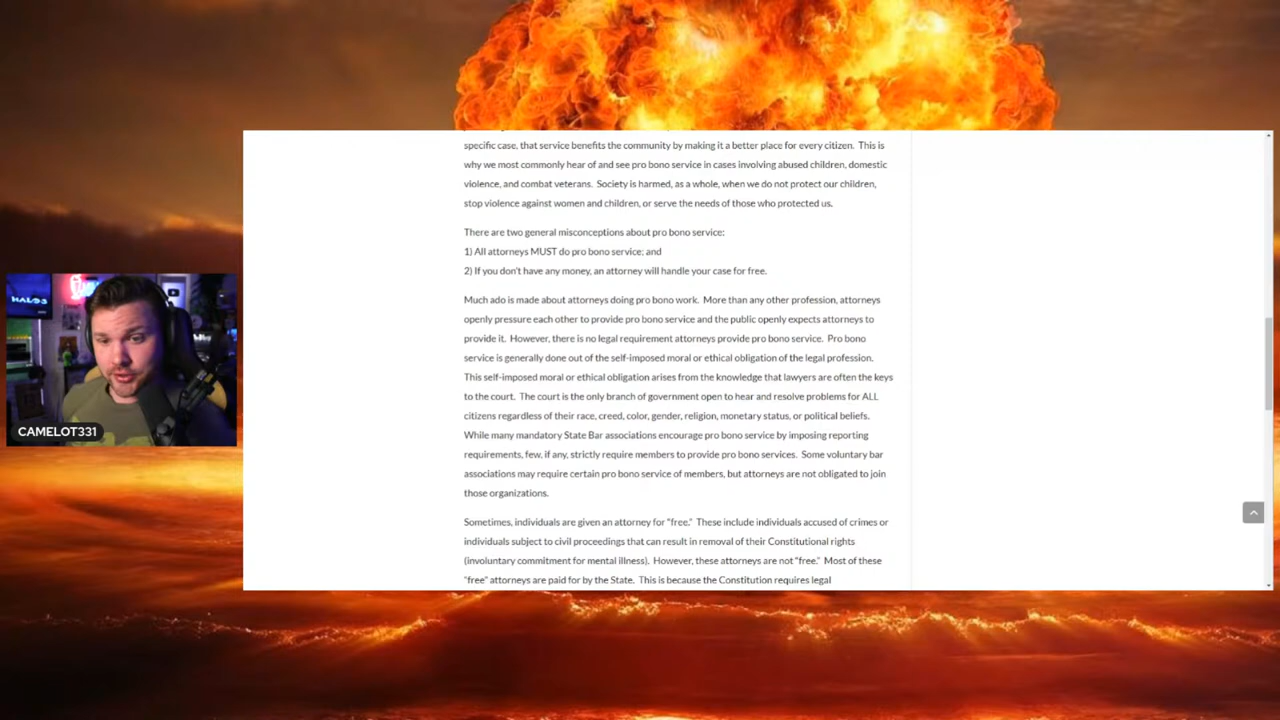 specific case, that service benefits the community by making it a better place for every citizen. This is
why we most commonly hear of and see pro bono service in cases involving abused children, domestic
violence, and combat veterans. Society is harmed, as a whole, when we do not protect our children,
stop violence against women and children, or serve the needs of those who protected us.
There are two general misconceptions about pro bono service:
1) All attorneys MUST do pro bono service; and
2) If you don't have any money, an attorney will handle your case for free.
Much ado is made about attorneys doing pro bono work. More than any other profession, attorneys
openly pressure each other to provide pro bono service and the public openly expects attorneys to
provide it. However, there is no legal requirement attorneys provide pro bono service. Pro bono
service is generally done out of the self-imposed moral or ethical obligation of the legal profession.
This self-imposed moral or ethical obligation arises from the knowledge that lawyers are often the keys
to the court. The court is the only branch of government open to hear and resolve problems for ALL
citizens regardless of their race, creed, color, gender, religion, monetary status, or political beliefs.
While many mandatory State Bar associations encourage pro bono service by imposing reporting
requirements, few, if any, strictly require members to provide pro bono services. Some voluntary bar
associations may require certain pro bono service of members, but attorneys are not obligated to join
those organizations.
Sometimes, individuals are given an attorney for "free." These include individuals accused of crimes or
individuals subject to civil proceedings that can result in removal of their Constitutional rights
(involuntary commitment for mental illness). However, these attorneys are not "free." Most of these
"free" attorneys are paid for by the State. This is because the Constitution requires legal
HALO 3
CAMELOT331